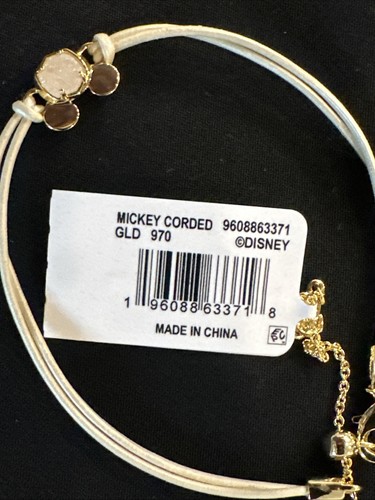 MICKEY CORDED 9608863371
GLD 970 ©DISNEY
1 96088 63371 8
MADE IN CHINA